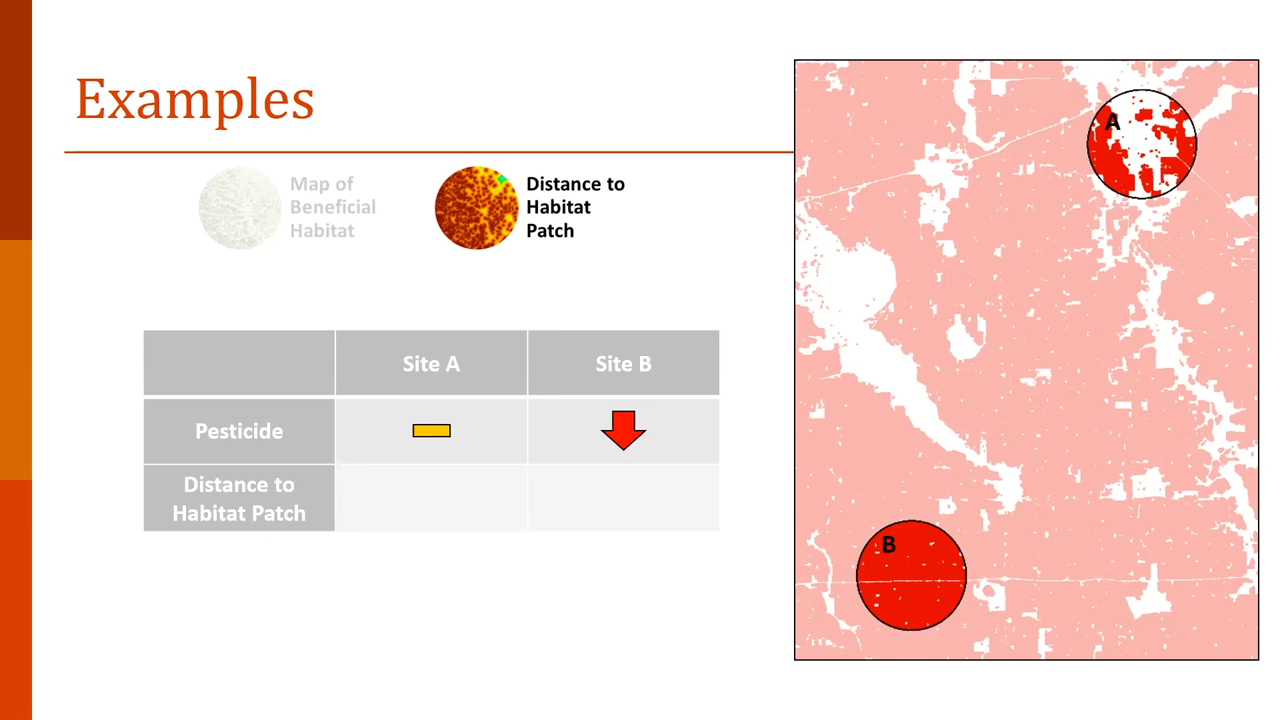 Examples
Map of
Beneficial
Habitat
Distance to
Habitat
Patch
Site A
Site B
Pesticide
Distance to
Habitat Patch
A
B